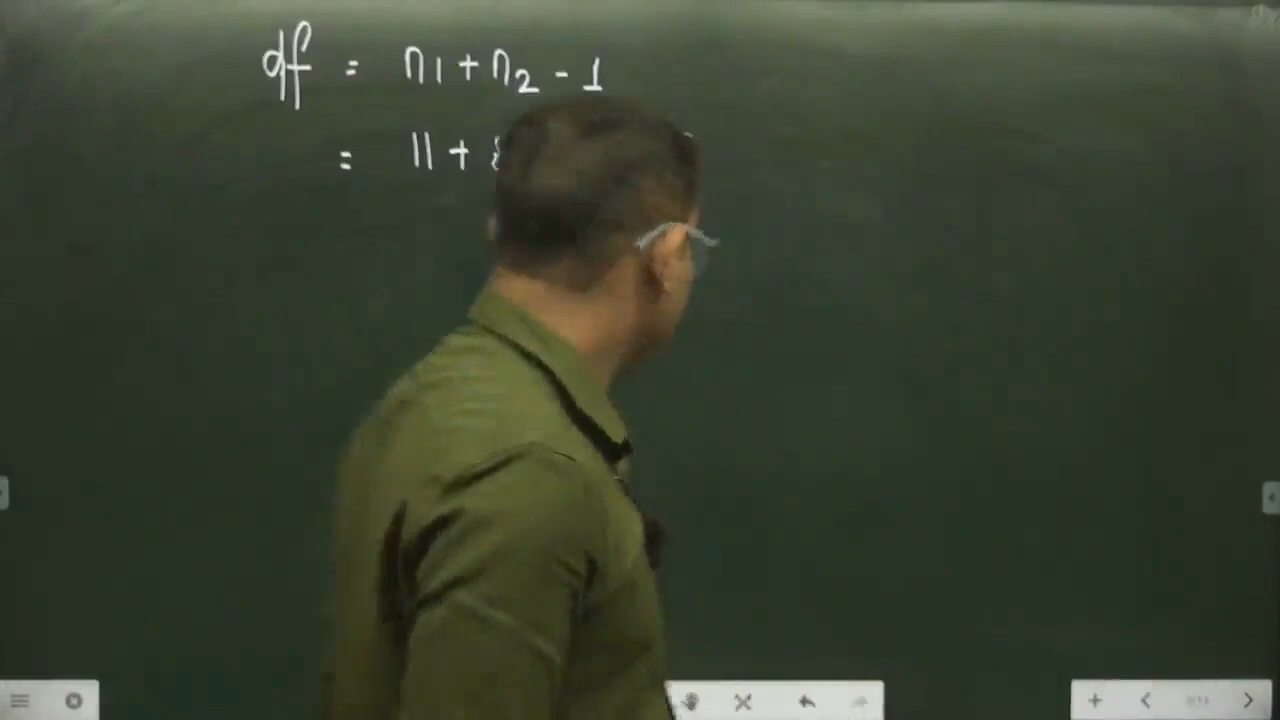 df = n1 + n2 - 1
= 11 +